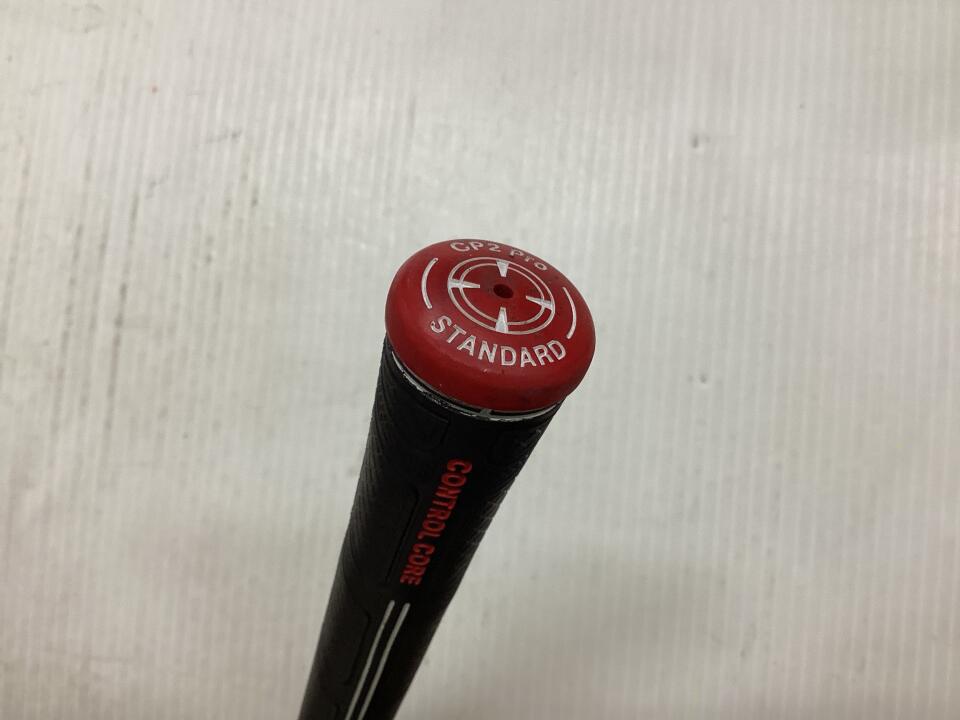 CP2 Pro
STANDARD
CONTROL CORE